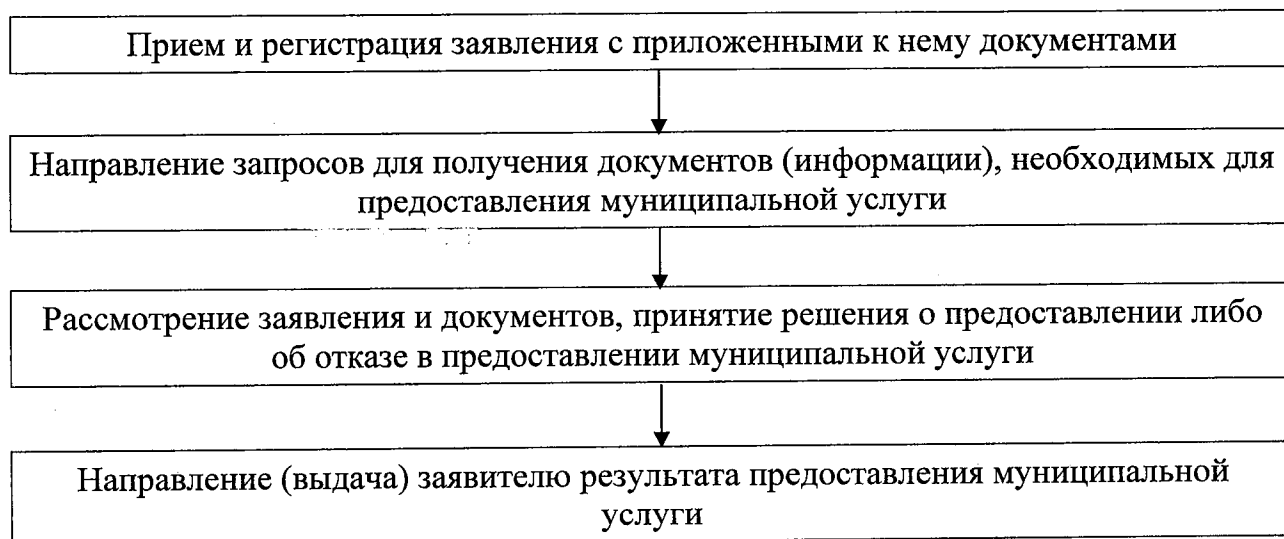 Прием и регистрация заявления с приложенными к нему документами
Направление запросов для получения документов (информации), необходимых для
предоставления муниципальной услуги
Рассмотрение заявления и документов, принятие решения о предоставлении либо
об отказе в предоставлении муниципальной услуги
Направление (выдача) заявителю результата предоставления муниципальной
услуги